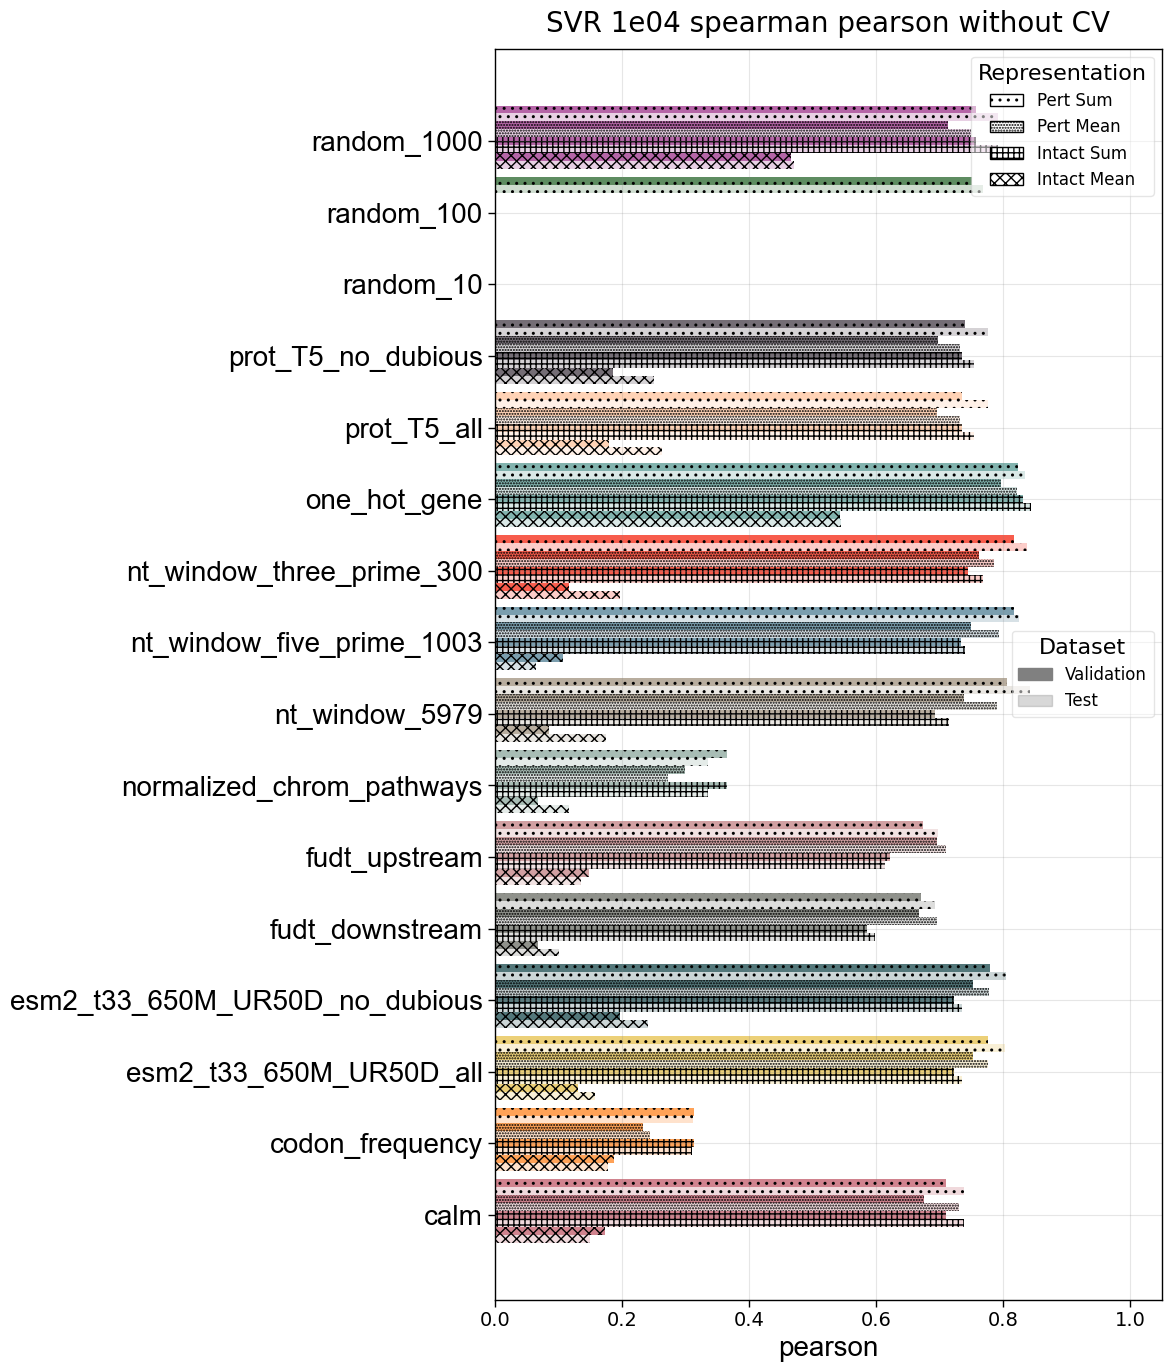 SVR 1e04 spearman pearson without CV
Representation
Pert Sum
Pert Mean
Intact Sum
Intact Mean
random_1000
random_100
random_10
prot_T5_no_dubious
prot_T5_all
one_hot_gene
nt_window_three_prime_300
nt_window_five_prime_1003
Dataset
Validation
Test
nt_window_5979
normalized_chrom_pathways
fudt_upstream
fudt_downstream
esm2_t33_650M_UR50D_no_dubious
esm2_t33_650M_UR50D_all
codon_frequency
calm
0.0 0.2 0.4 0.6 0.8 1.0
pearson